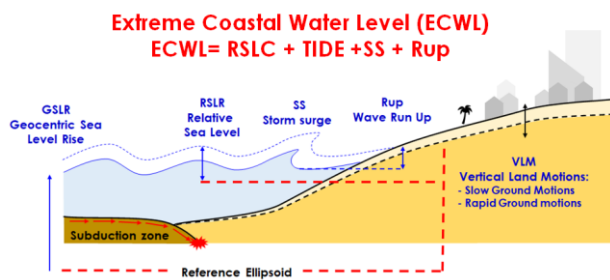 Extreme Coastal Water Level (ECWL)
ECWL= RSLC + TIDE +SS + Rup
GSLR
Geocentric Sea
Level Rise
RSLR
Relative
Sea Level
SS
Storm surge
Rup
Wave Run Up
VLM
Vertical Land Motions:
- Slow Ground Motions
- Rapid Ground motions
Subduction zone
Reference Ellipsoid